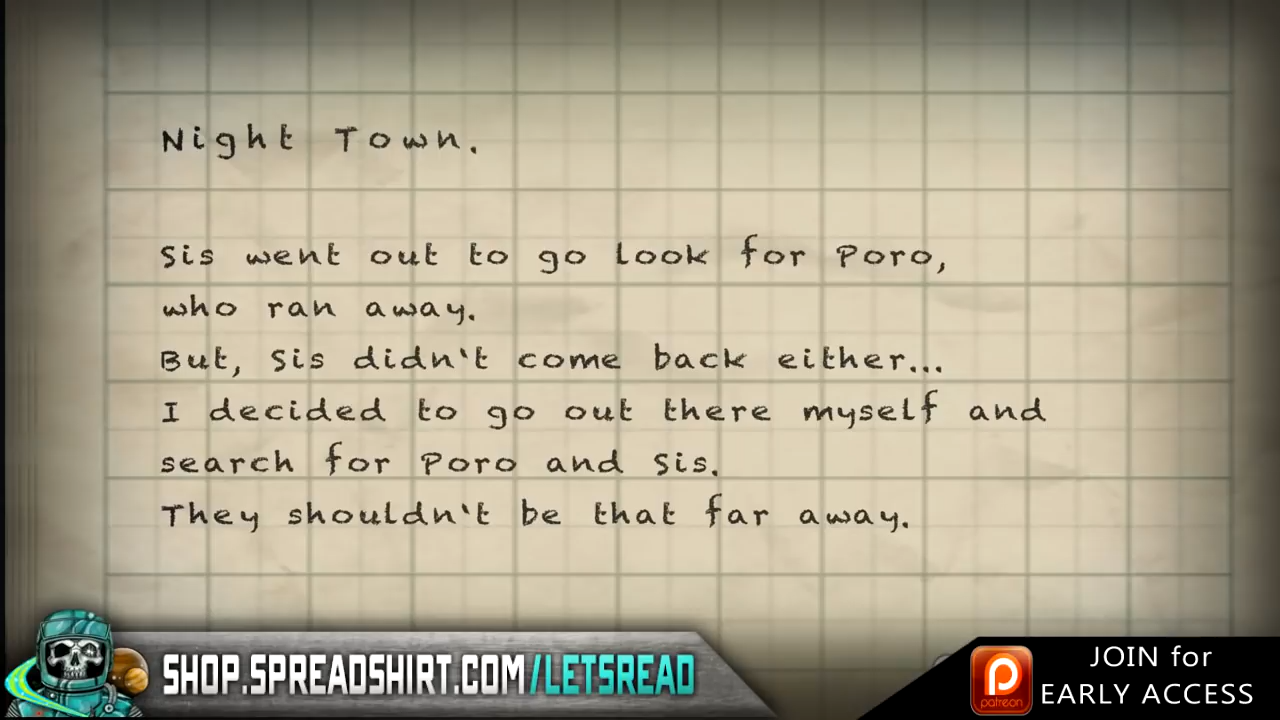 Night Town.
Sis went out to go look for Poro,
who ran away.
But, Sis didn't come back either...
I decided to go out there myself and
search for Poro and Sis.
They shouldn't be that far away.
SHOP.SPREADSHIRT.COM/LETSREAD
patreon
JOIN for
EARLY ACCESS